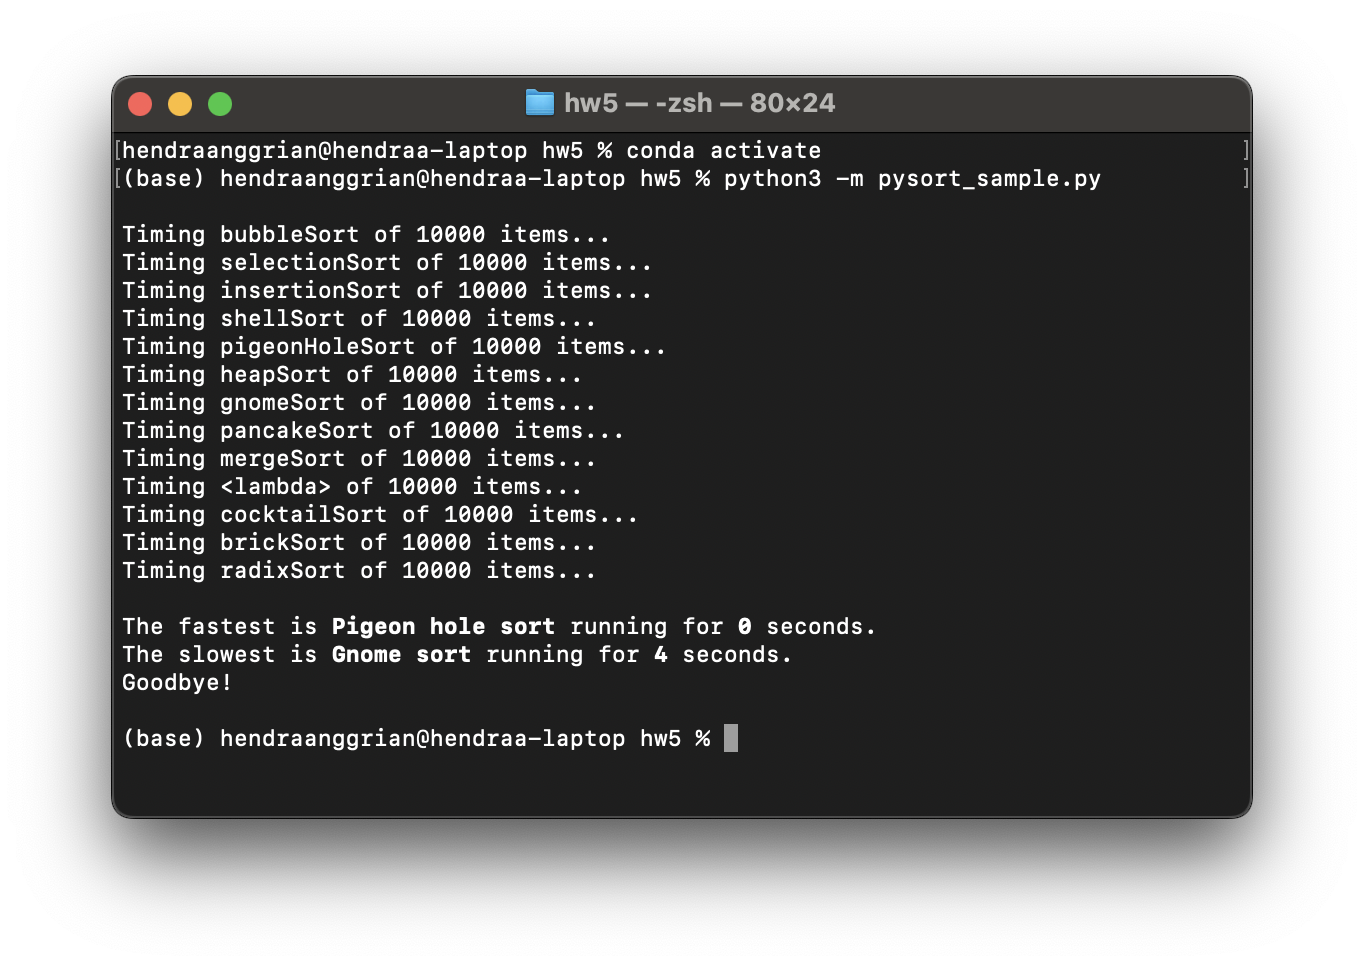 hw5 — -zsh — 80×24
[hendraanggrian@hendraa-laptop hw5 % conda activate ]
[(base) hendraanggrian@hendraa-laptop hw5 % python3 -m pysort_sample.py ]
Timing bubbleSort of 10000 items...
Timing selectionSort of 10000 items...
Timing insertionSort of 10000 items...
Timing shellSort of 10000 items...
Timing pigeonHoleSort of 10000 items...
Timing heapSort of 10000 items...
Timing gnomeSort of 10000 items...
Timing pancakeSort of 10000 items...
Timing mergeSort of 10000 items...
Timing <lambda> of 10000 items...
Timing cocktailSort of 10000 items...
Timing brickSort of 10000 items...
Timing radixSort of 10000 items...
The fastest is Pigeon hole sort running for 0 seconds.
The slowest is Gnome sort running for 4 seconds.
Goodbye!
(base) hendraanggrian@hendraa-laptop hw5 %